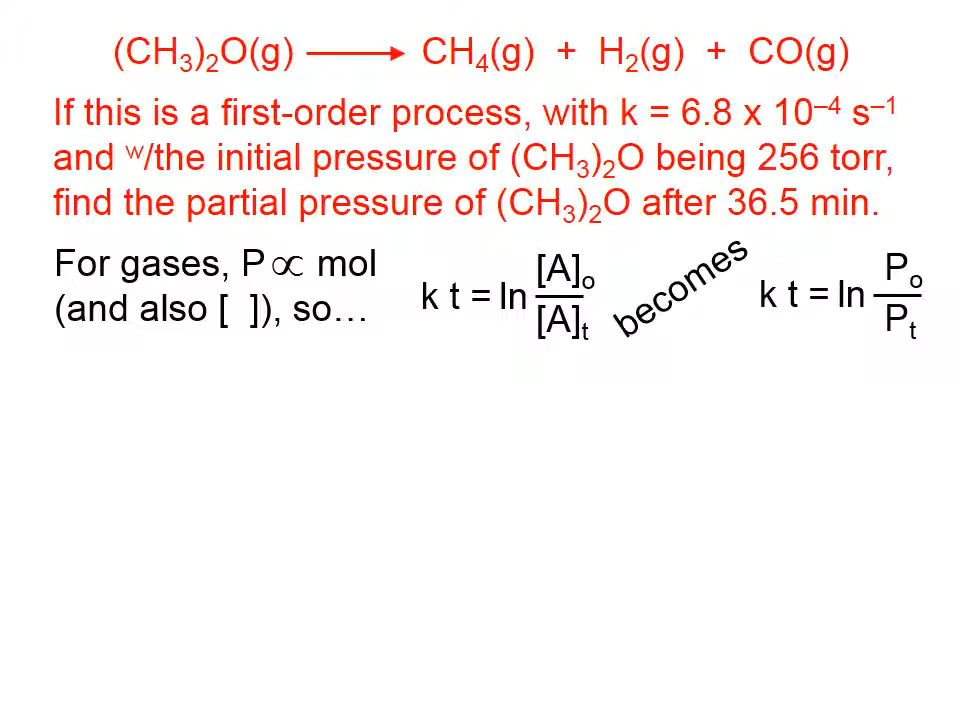 (CH₃)₂O(g) ⟶ CH₄(g) + H₂(g) + CO(g)
If this is a first-order process, with k = 6.8 x 10⁻⁴ s⁻¹
and ʷ/the initial pressure of (CH₃)₂O being 256 torr,
find the partial pressure of (CH₃)₂O after 36.5 min.
For gases, P ∝ mol
(and also [ ]), so…
k t = ln [A]ₒ / [A]ₜ
becomes
k t = ln Pₒ / Pₜ